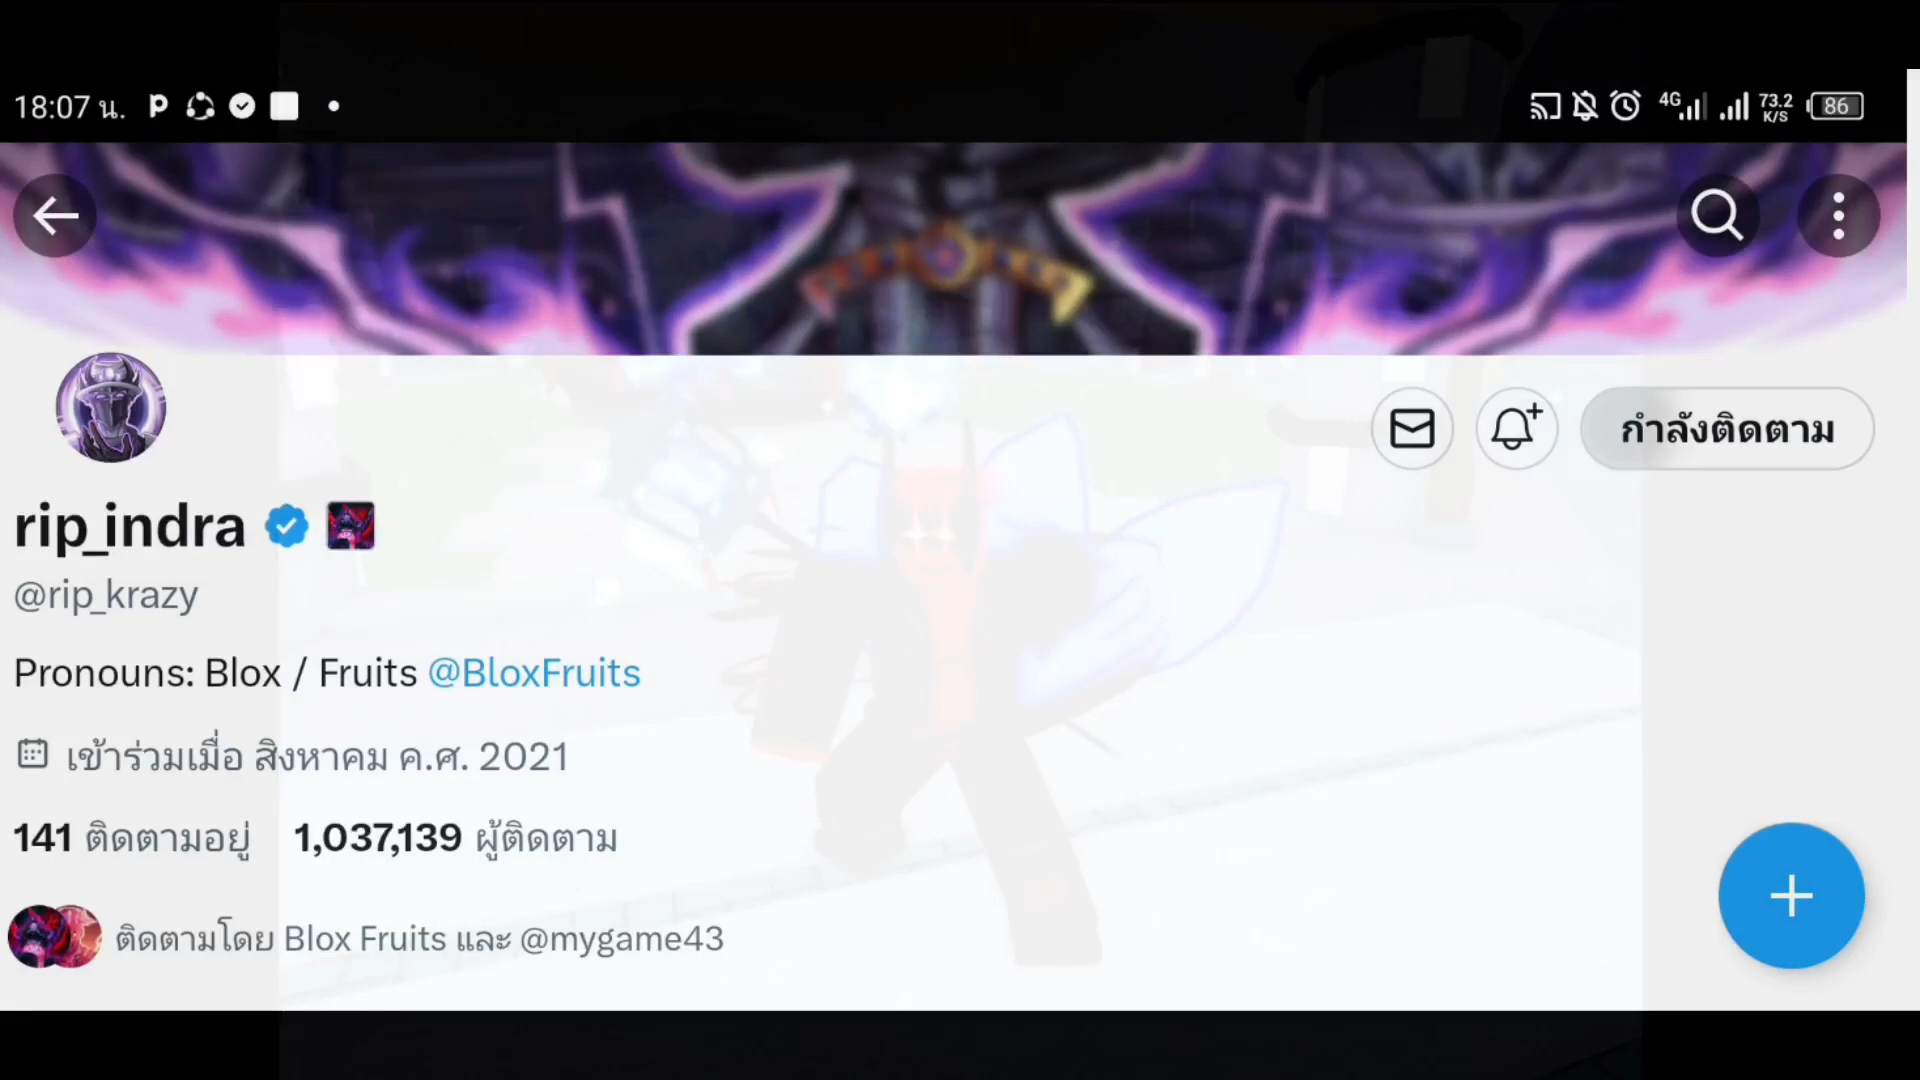 18:07 น.
4G 73.2 K/S 86
กำลังติดตาม
rip_indra
@rip_krazy
Pronouns: Blox / Fruits @BloxFruits
เข้าร่วมเมื่อ สิงหาคม ค.ศ. 2021
141 ติดตามอยู่ 1,037,139 ผู้ติดตาม
ติดตามโดย Blox Fruits และ @mygame43